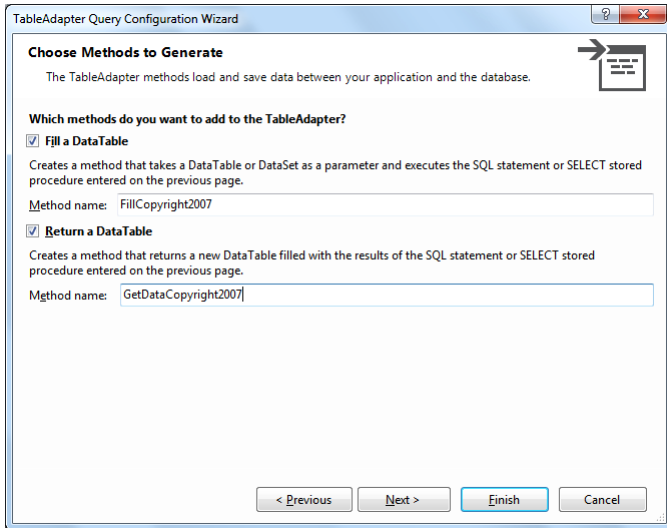 TableAdapter Query Configuration Wizard
Choose Methods to Generate
The TableAdapter methods load and save data between your application and the database.
Which methods do you want to add to the TableAdapter?
Fill a DataTable
Creates a method that takes a DataTable or DataSet as a parameter and executes the SQL statement or SELECT stored
procedure entered on the previous page.
Method name: FillCopyright2007
Return a DataTable
Creates a method that returns a new DataTable filled with the results of the SQL statement or SELECT stored
procedure entered on the previous page.
Method name: GetDataCopyright2007
< Previous Next > Finish Cancel